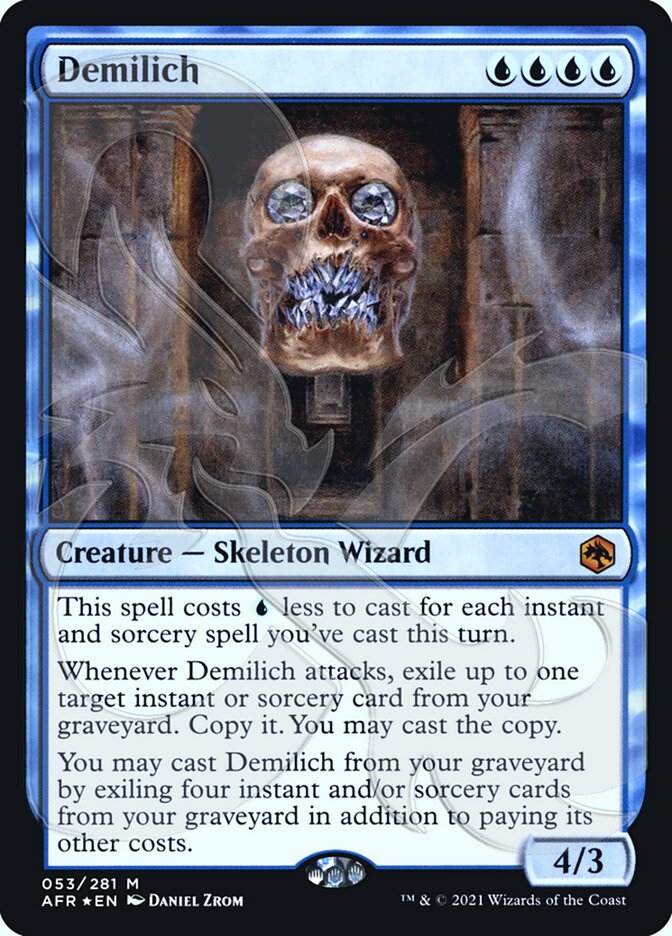 Demilich
Creature — Skeleton Wizard
This spell costs less to cast for each instant
and sorcery spell you've cast this turn.
Whenever Demilich attacks, exile up to one
target instant or sorcery card from your
graveyard. Copy it. You may cast the copy.
You may cast Demilich from your graveyard
by exiling four instant and/or sorcery cards
from your graveyard in addition to paying its
other costs.
4/3
053/281 M
AFR ★ EN Daniel Zrom
™ & © 2021 Wizards of the Coast